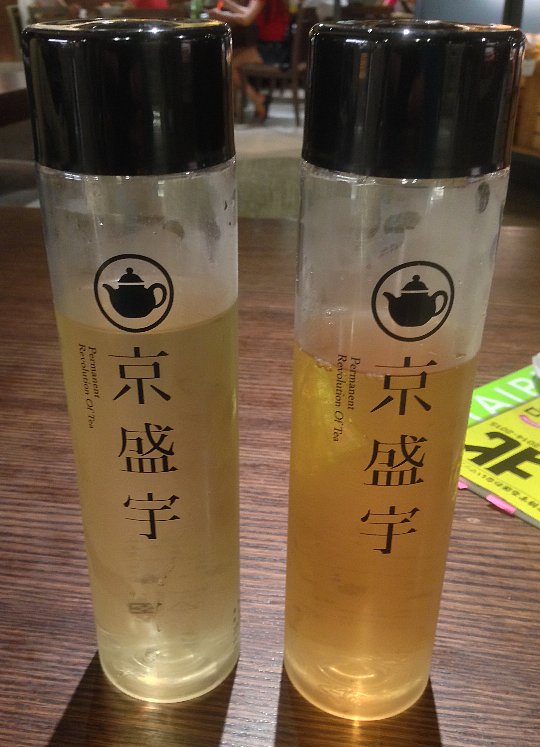 京盛宇
Permanent
Revolution Of Tea
京盛宇
Permanent
Revolution Of Tea